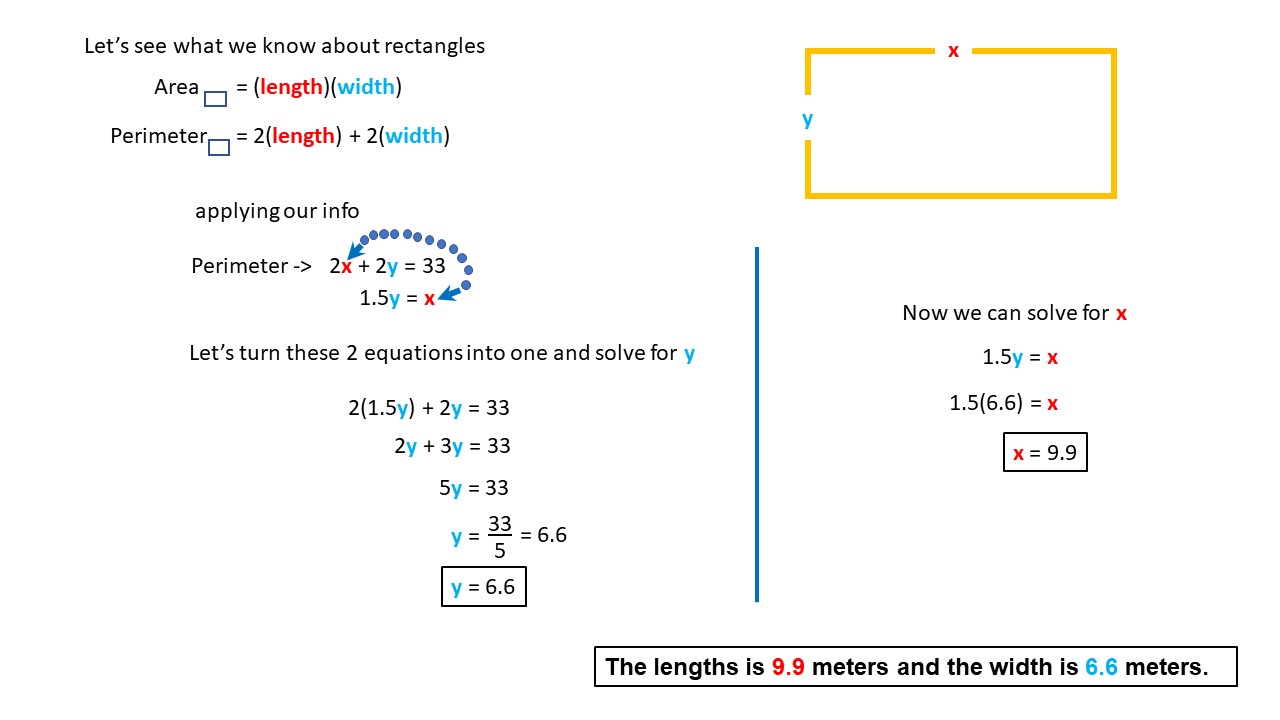 Let's see what we know about rectangles
Area = (length)(width)
Perimeter = 2(length) + 2(width)
applying our info
Perimeter -> 2x + 2y = 33
1.5y = x
Let's turn these 2 equations into one and solve for y
2(1.5y) + 2y = 33
2y + 3y = 33
5y = 33
y = 33/5 = 6.6
y = 6.6
x
y
Now we can solve for x
1.5y = x
1.5(6.6) = x
x = 9.9
The lengths is 9.9 meters and the width is 6.6 meters.